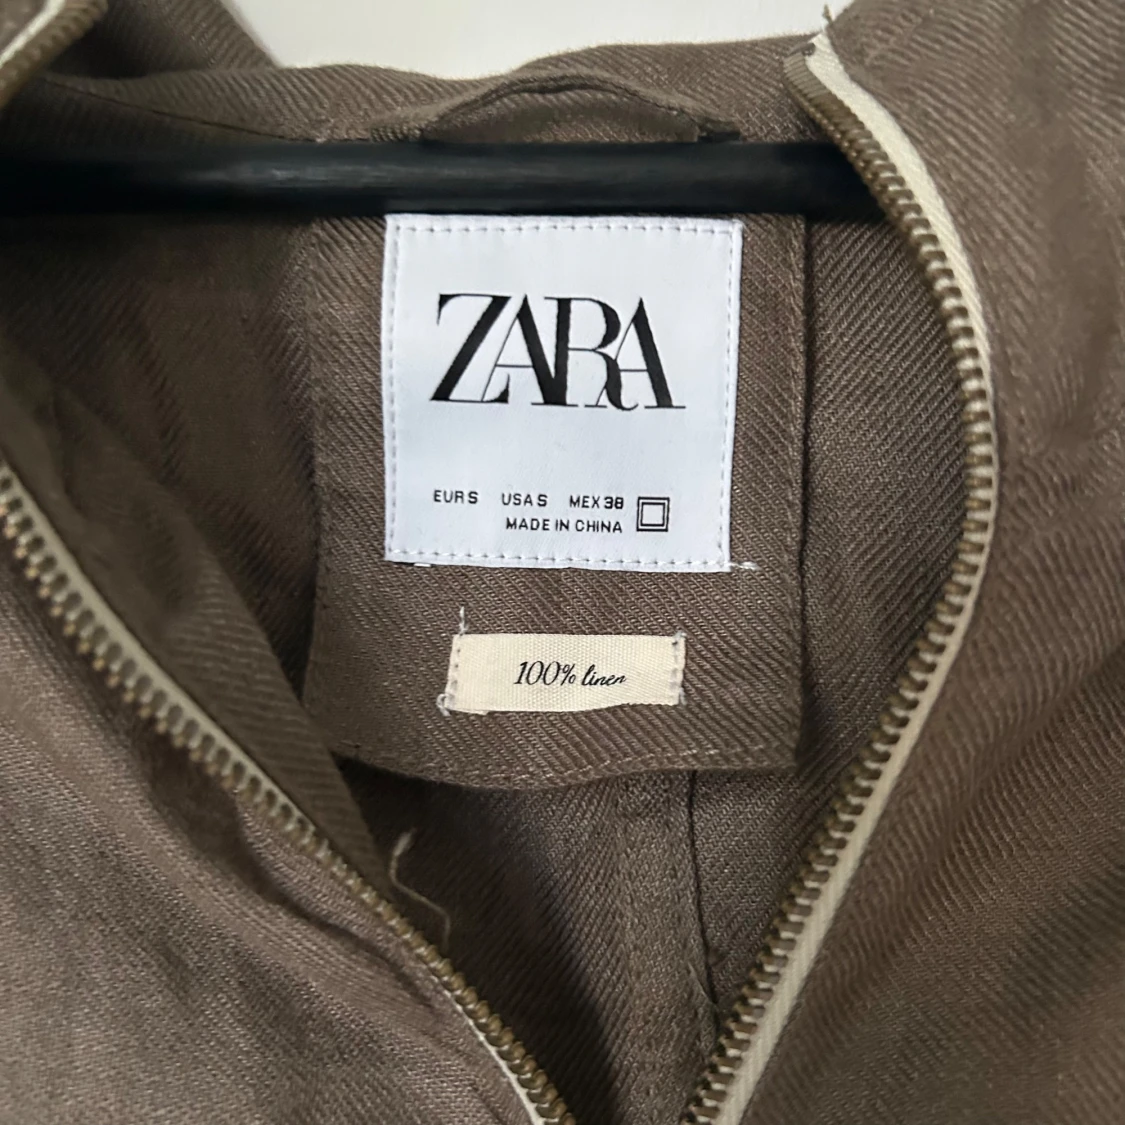 ZARA
EUR S USA S MEX 38
MADE IN CHINA
100% linen